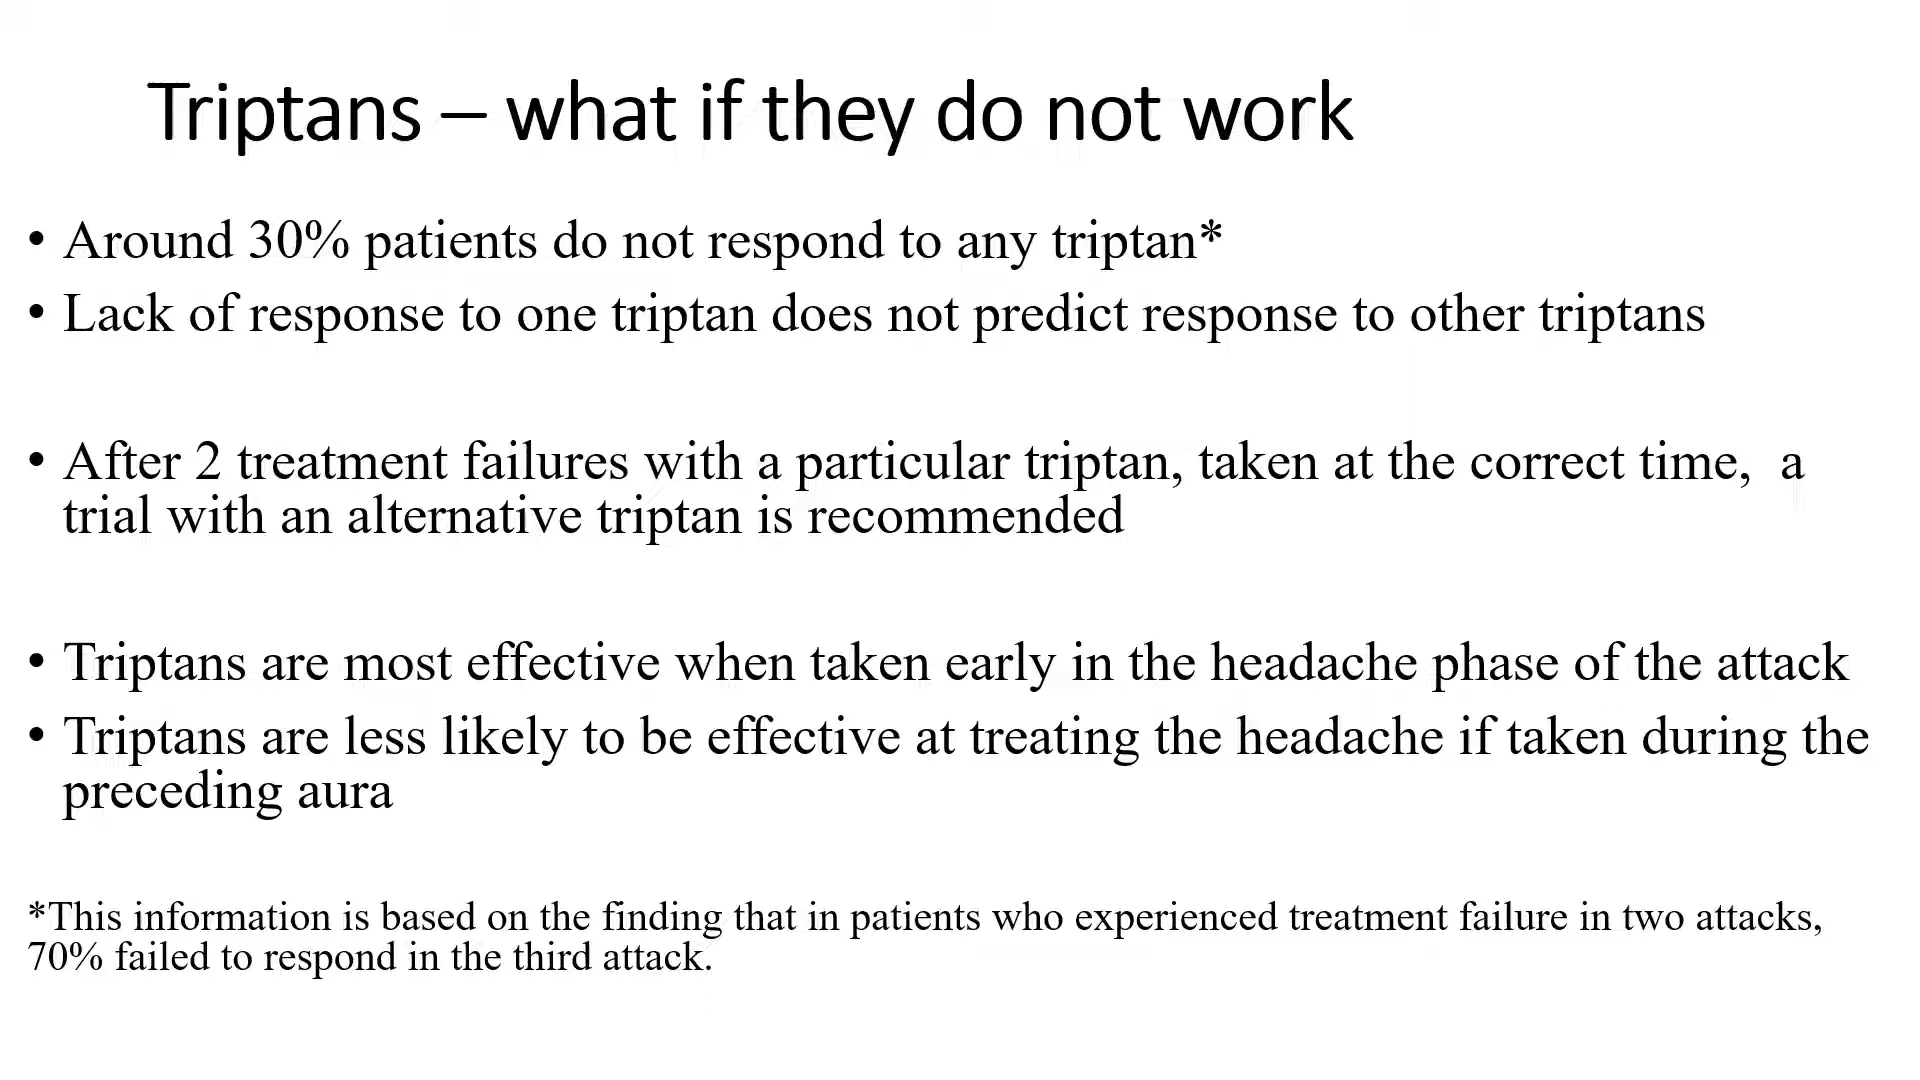 Triptans – what if they do not work
• Around 30% patients do not respond to any triptan*
• Lack of response to one triptan does not predict response to other triptans
• After 2 treatment failures with a particular triptan, taken at the correct time,  a
trial with an alternative triptan is recommended
• Triptans are most effective when taken early in the headache phase of the attack
• Triptans are less likely to be effective at treating the headache if taken during the
preceding aura
*This information is based on the finding that in patients who experienced treatment failure in two attacks,
70% failed to respond in the third attack.